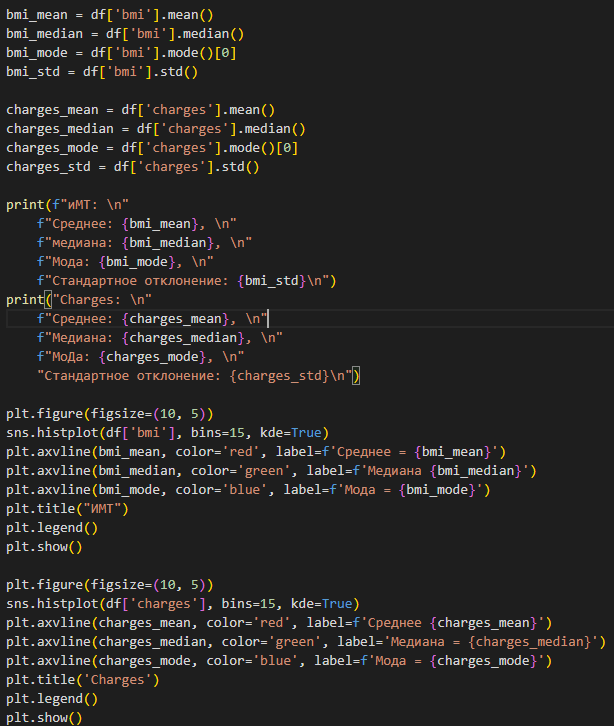 bmi_mean = df['bmi'].mean()
bmi_median = df['bmi'].median()
bmi_mode = df['bmi'].mode()[0]
bmi_std = df['bmi'].std()

charges_mean = df['charges'].mean()
charges_median = df['charges'].median()
charges_mode = df['charges'].mode()[0]
charges_std = df['charges'].std()

print(f"иМТ: \n"
    f"Среднее: {bmi_mean}, \n"
    f"медиана: {bmi_median}, \n"
    f"Мода: {bmi_mode}, \n"
    f"Стандартное отклонение: {bmi_std}\n")
print("Charges: \n"
    f"Среднее: {charges_mean}, \n"
    f"Медиана: {charges_median}, \n"
    f"МоДа: {charges_mode}, \n"
    "Стандартное отклонение: {charges_std}\n")

plt.figure(figsize=(10, 5))
sns.histplot(df['bmi'], bins=15, kde=True)
plt.axvline(bmi_mean, color='red', label=f'Среднее = {bmi_mean}')
plt.axvline(bmi_median, color='green', label=f'Медиана {bmi_median}')
plt.axvline(bmi_mode, color='blue', label=f'Мода = {bmi_mode}')
plt.title("ИМТ")
plt.legend()
plt.show()

plt.figure(figsize=(10, 5))
sns.histplot(df['charges'], bins=15, kde=True)
plt.axvline(charges_mean, color='red', label=f'Среднее {charges_mean}')
plt.axvline(charges_median, color='green', label='Медиана = {charges_median}')
plt.axvline(charges_mode, color='blue', label=f'Мода = {charges_mode}')
plt.title('Charges')
plt.legend()
plt.show()